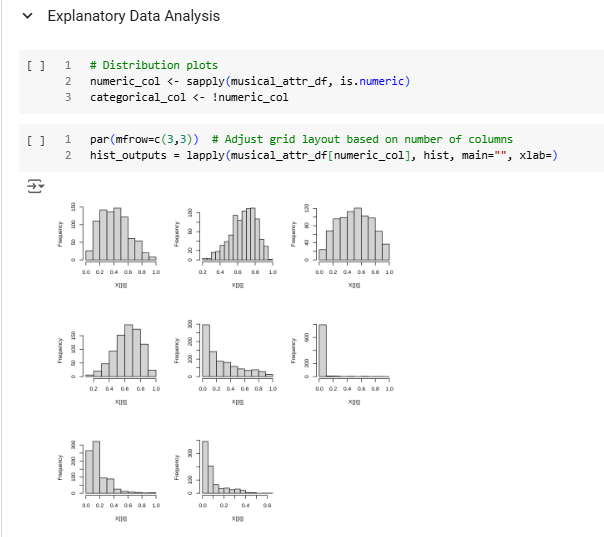 Explanatory Data Analysis
[ ] 1 # Distribution plots
2 numeric_col <- sapply(musical_attr_df, is.numeric)
3 categorical_col <- !numeric_col
[ ] 1 par(mfrow=c(3,3)) # Adjust grid layout based on number of columns
2 hist_outputs = lapply(musical_attr_df[numeric_col], hist, main="", xlab=)
Frequency
0 50 100 150
0.0 0.2 0.4 0.6 0.8 1.0
X[[i]]
Frequency
0 20 60 100
0.2 0.4 0.6 0.8 1.0
X[[i]]
Frequency
0 40 80 120
0.0 0.2 0.4 0.6 0.8 1.0
X[[i]]
Frequency
0 50 100 150
0.2 0.4 0.6 0.8 1.0
X[[i]]
Frequency
0 100 200 300
0.0 0.2 0.4 0.6 0.8 1.0
X[[i]]
Frequency
0 200 600
0.0 0.2 0.4 0.6 0.8 1.0
X[[i]]
Frequency
0 100 200 300
0.0 0.2 0.4 0.6 0.8 1.0
X[[i]]
Frequency
0 100 300
0.0 0.2 0.4 0.6
X[[i]]